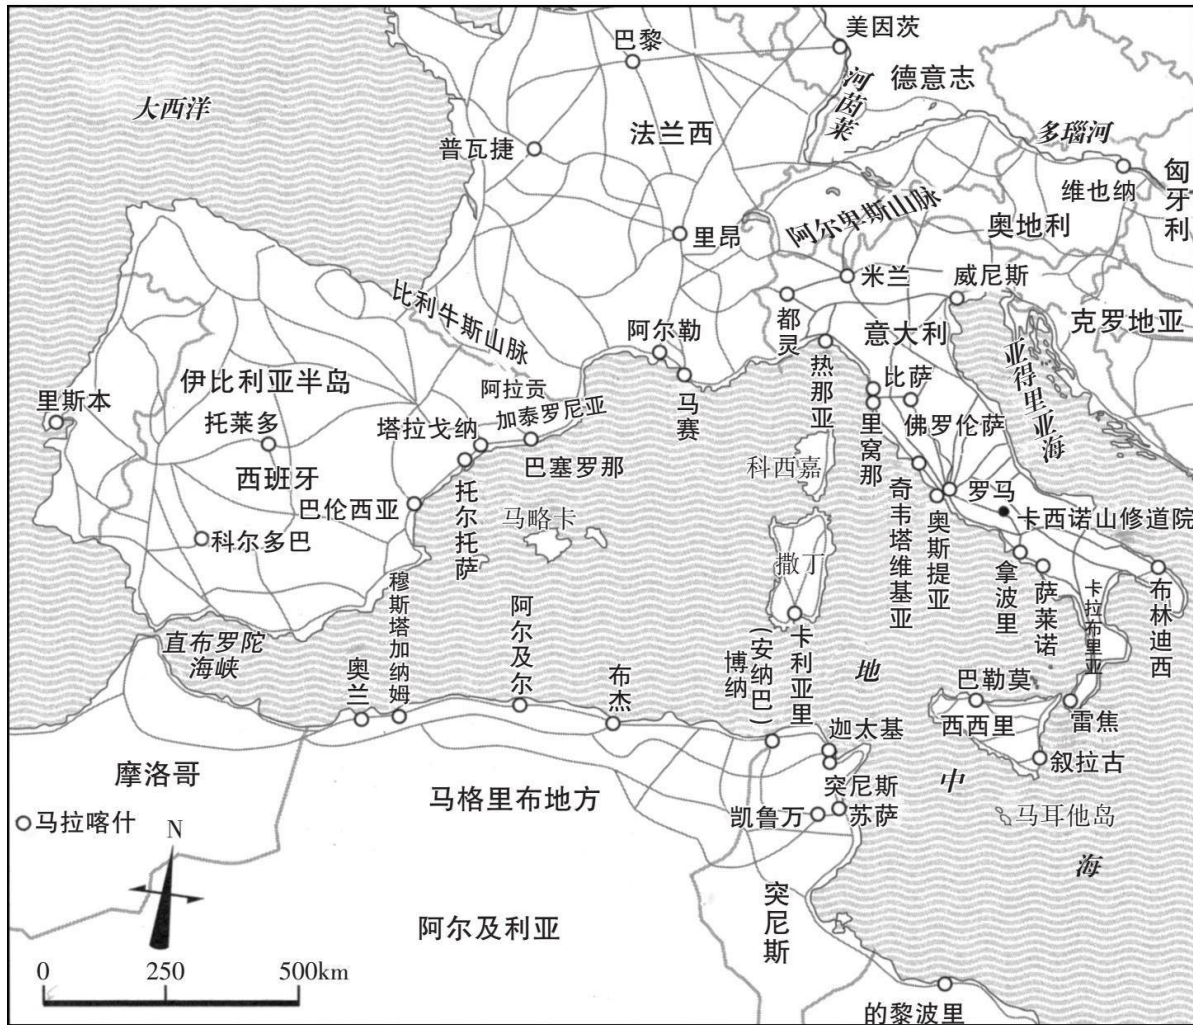 美因茨
巴黎
德意志
河茵莱
大西洋
法兰西
多瑙河
普瓦捷
维也纳
匈牙利
阿尔卑斯山脉
奥地利
里昂
米兰
威尼斯
比利牛斯山脉
都灵
意大利
克罗地亚
阿尔勒
热那亚
亚得里亚海
伊比利亚半岛
阿拉贡
比萨
里斯本
托莱多
塔拉戈纳
加泰罗尼亚
马赛
里窝那
佛罗伦萨
西班牙
巴塞罗那
科西嘉
巴伦西亚
托尔托萨
马略卡
奇韦塔维基亚
奥斯提亚
罗马
卡西诺山修道院
科尔多巴
撒丁
拿波里
萨莱诺
卡拉布里亚
布林迪西
穆斯塔加纳姆
阿尔及尔
直布罗陀
海峡
奥兰
布杰
博纳
(安纳巴)
卡利亚里
地
巴勒莫
西西里
雷焦
迦太基
叙拉古
摩洛哥
马格里布地方
突尼斯
中
马拉喀什
N
凯鲁万
苏萨
马耳他岛
海
阿尔及利亚
突尼斯
0 250 500km
的黎波里